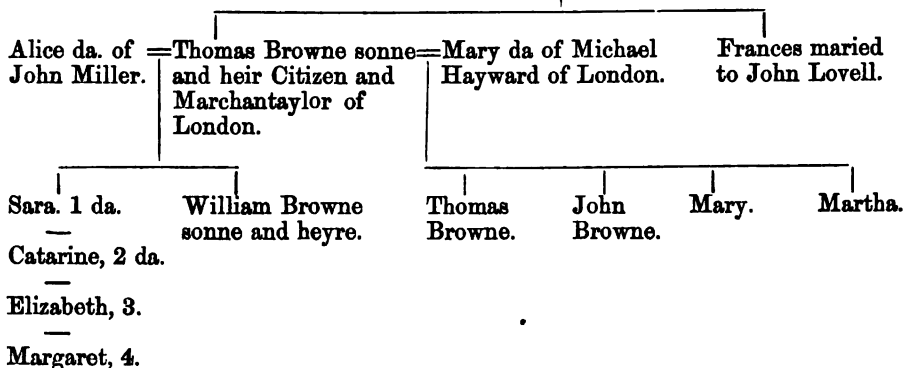 Alice da. of
John Miller.
=Thomas Browne sonne=
and heir Citizen and
Marchantaylor of
London.
Mary da of Michael
Hayward of London.
Frances maried
to John Lovell.
Sara. 1 da.
Catarine, 2 da.
Elizabeth, 3.
Margaret, 4.
William Browne
sonne and heyre.
Thomas
Browne.
John
Browne.
Mary.
Martha.